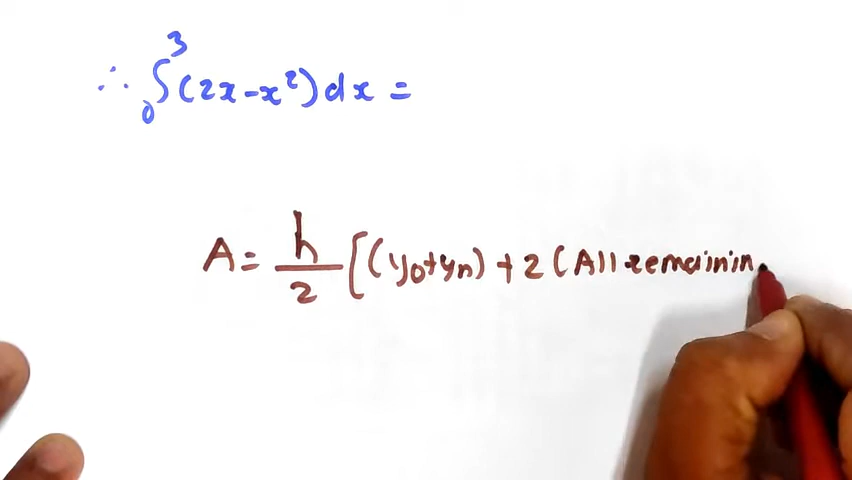 ∴ ∫₀³ (2x-x²) dx =
A = h/2 [(y₀+yₙ) + 2 (All remainin